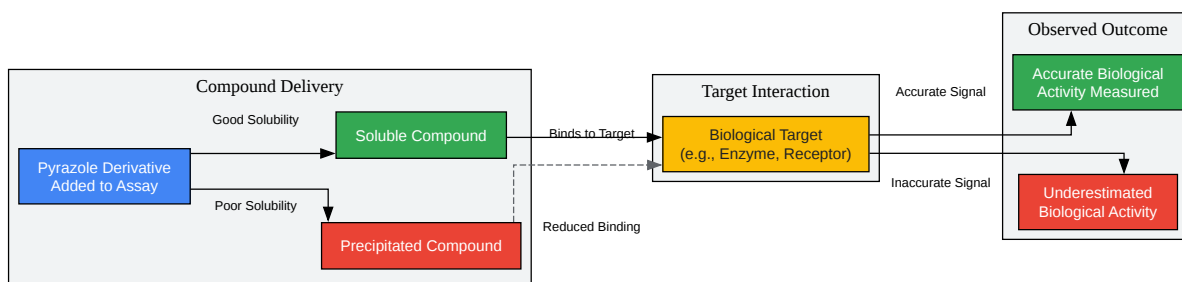 Compound Delivery
Good Solubility
Pyrazole Derivative
Added to Assay
Poor Solubility
Soluble Compound
Precipitated Compound
Binds to Target
Reduced Binding
Target Interaction
Biological Target
(e.g., Enzyme, Receptor)
Accurate Signal
Inaccurate Signal
Observed Outcome
Accurate Biological
Activity Measured
Underestimated
Biological Activity